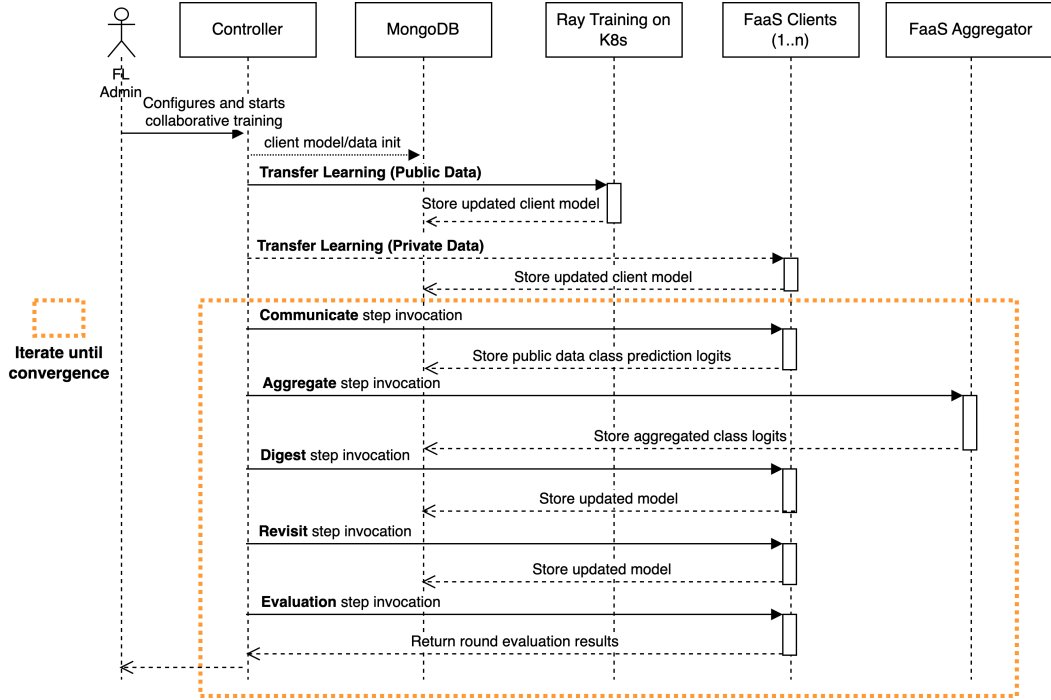 Controller
MongoDB
Ray Training on
K8s
FaaS Clients
(1..n)
FaaS Aggregator
FL
Admin
Configures and starts
collaborative training
client model/data init
Transfer Learning (Public Data)
Store updated client model
Transfer Learning (Private Data)
Store updated client model
Communicate step invocation
Iterate until
convergence
Store public data class prediction logits
Aggregate step invocation
Store aggregated class logits
Digest step invocation
Store updated model
Revisit step invocation
Store updated model
Evaluation step invocation
Return round evaluation results